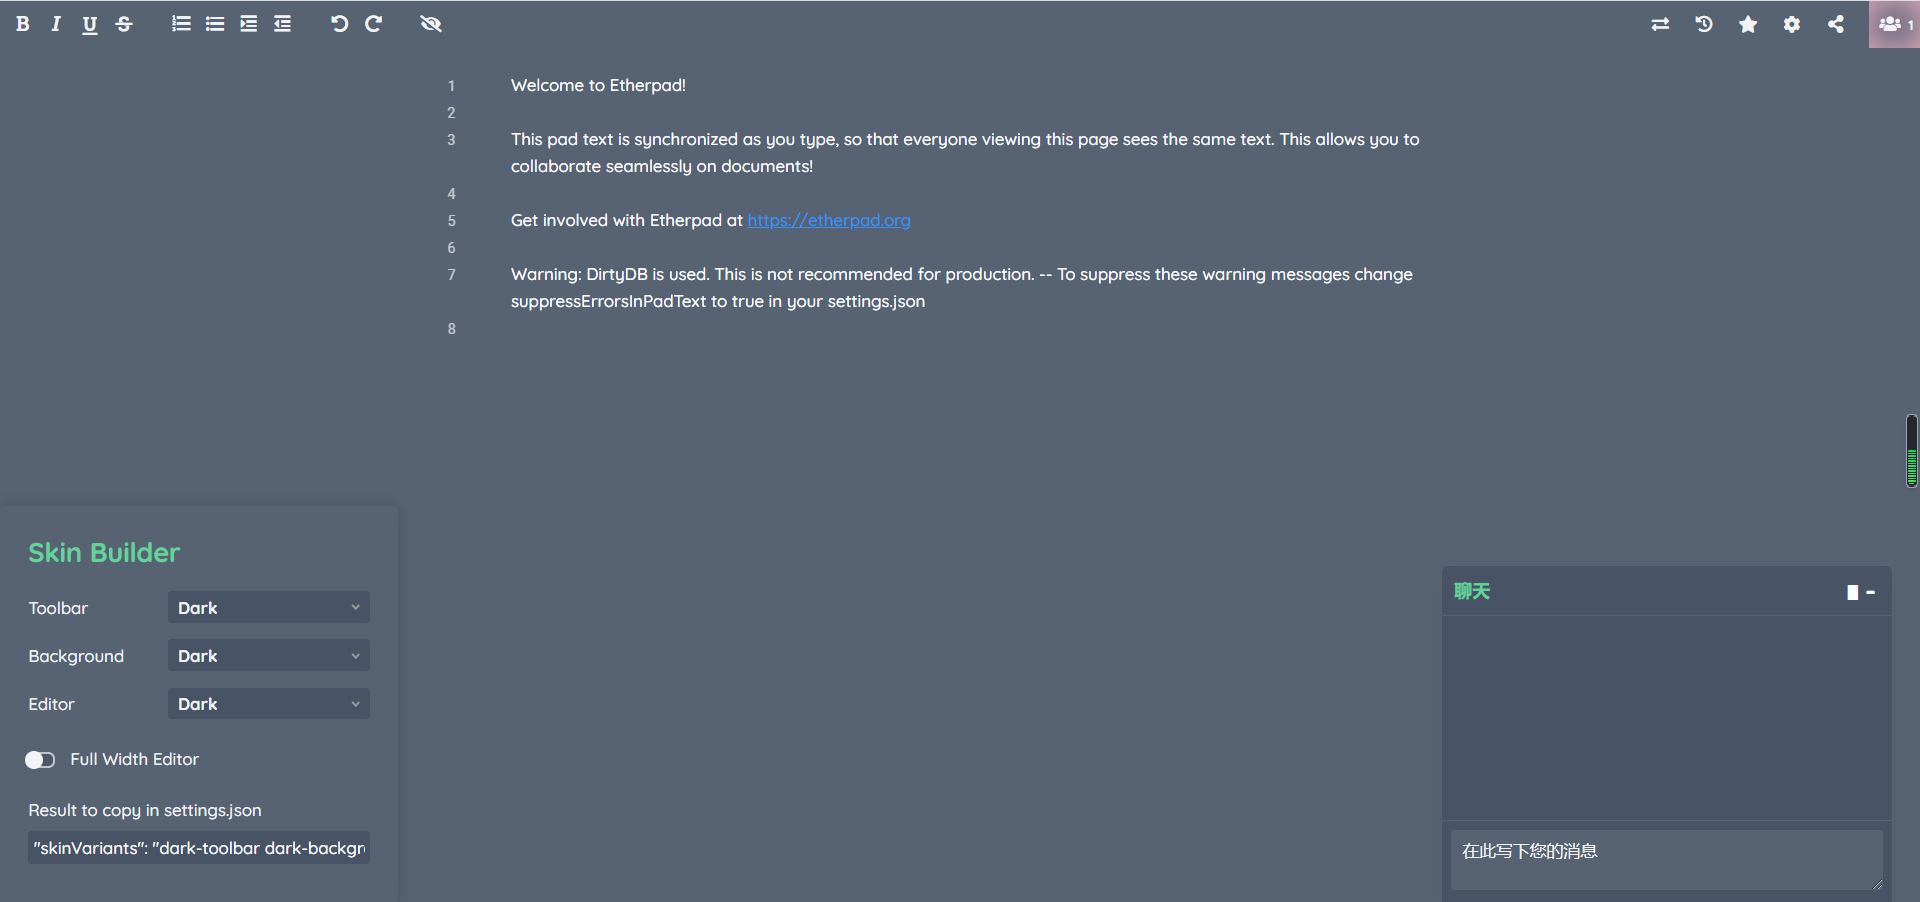 1
1 Welcome to Etherpad!
2
3 This pad text is synchronized as you type, so that everyone viewing this page sees the same text. This allows you to
collaborate seamlessly on documents!
4
5 Get involved with Etherpad at https://etherpad.org
6
7 Warning: DirtyDB is used. This is not recommended for production. -- To suppress these warning messages change
suppressErrorsInPadText to true in your settings.json
8
Skin Builder
Toolbar Dark
Background Dark
Editor Dark
Full Width Editor
Result to copy in settings.json
"skinVariants": "dark-toolbar dark-backgr
聊天
在此写下您的消息